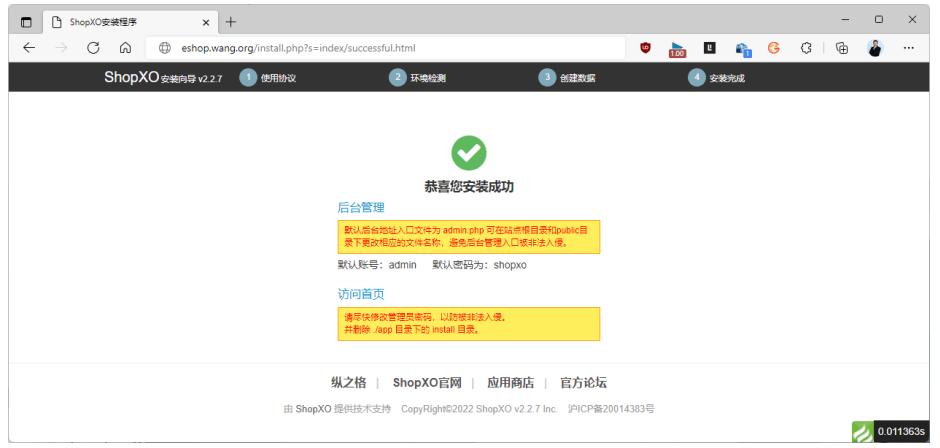 ShopXO安装程序
eshop.wang.org/install.php?s=index/successful.html
1.00
1
ShopXO 安装向导 v2.2.7 1 使用协议 2 环境检测 3 创建数据 4 安装完成
恭喜您安装成功
后台管理
默认后台地址入口文件为 admin.php 可在站点根目录和public目
录下更改相应的文件名称，避免后台管理入口被非法入侵。
默认账号：admin 默认密码为：shopxo
访问首页
请尽快修改管理员密码，以防被非法入侵。
并删除 ./app 目录下的 install 目录。
纵之格 | ShopXO官网 | 应用商店 | 官方论坛
由 ShopXO 提供技术支持 CopyRight©2022 ShopXO v2.2.7 Inc. 沪ICP备20014383号
0.011363s